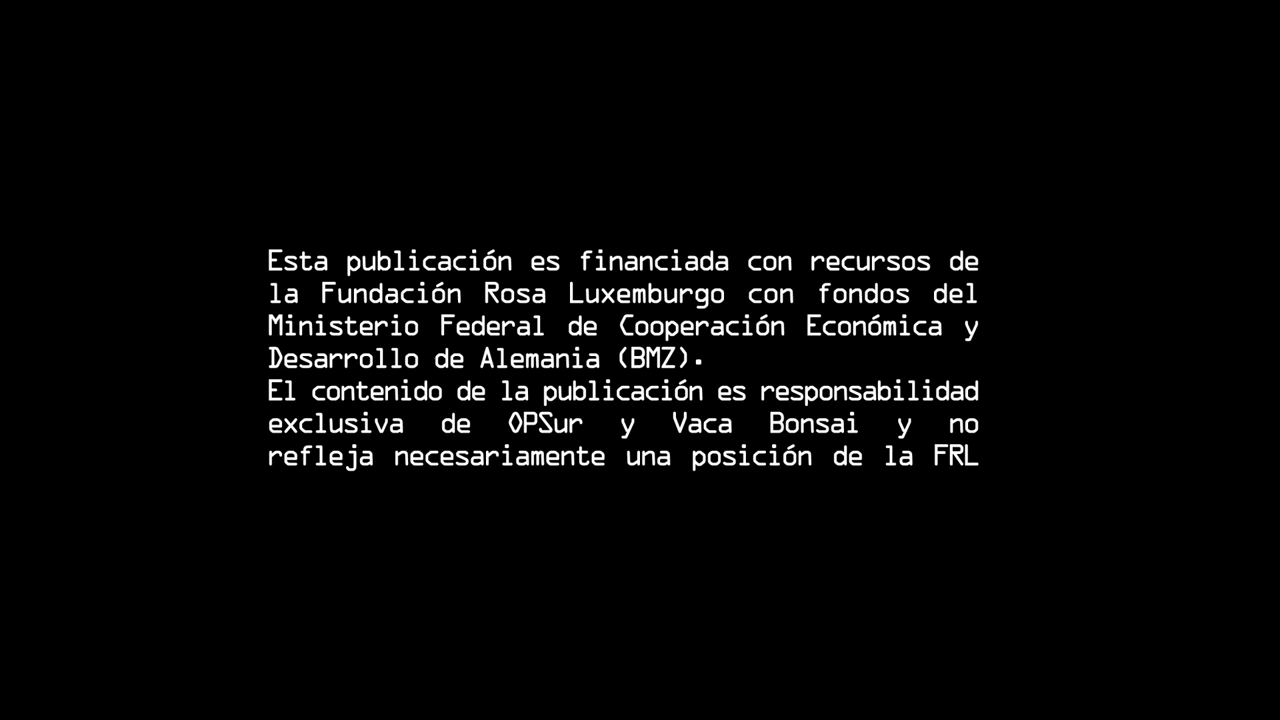 Esta publicación es financiada con recursos de
la Fundación Rosa Luxemburgo con fondos del
Ministerio Federal de Cooperación Económica y
Desarrollo de Alemania (BMZ).
El contenido de la publicación es responsabilidad
exclusiva de OPSur y Vaca Bonsai y no
refleja necesariamente una posición de la FRL